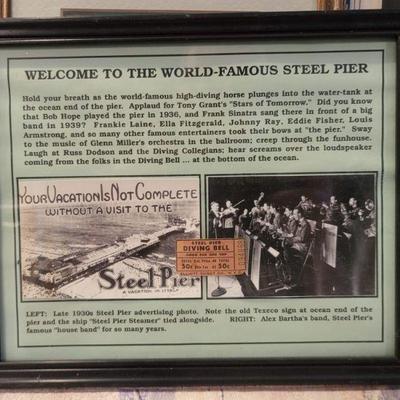 WELCOME TO THE WORLD-FAMOUS STEEL PIER
Hold your breath as the world-famous high-diving horse plunges into the water-tank at
the ocean end of the pier. Applaud for Tony Grant's "Stars of Tomorrow." Did you know
that Bob Hope played the pier in 1936, and Frank Sinatra sang there in front of a big
band in 1939? Frankie Laine, Ella Fitzgerald, Johnny Ray, Eddie Fisher, Louis
Armstrong, and so many other famous entertainers took their bows at "the pier." Sway
to the music of Glenn Miller's orchestra in the ballroom; creep through the funhouse.
Laugh at Russ Dodson and the Diving Collegians; hear screams over the loudspeaker
coming from the folks in the Diving Bell ... at the bottom of the ocean.
YOUR VACATION IS NOT COMPLETE
WITHOUT A VISIT TO THE
Steel Pier
A VACATION IN ITSELF
STEEL PIER
DIVING BELL
GOOD FOR ONE TRIP
50¢ 50¢
LEFT: Late 1930s Steel Pier advertising photo. Note the old Texeco sign at ocean end of the
pier and the ship "Steel Pier Steamer" tied alongside. RIGHT: Alex Bartha's band, Steel Pier's
famous "house band" for so many years.